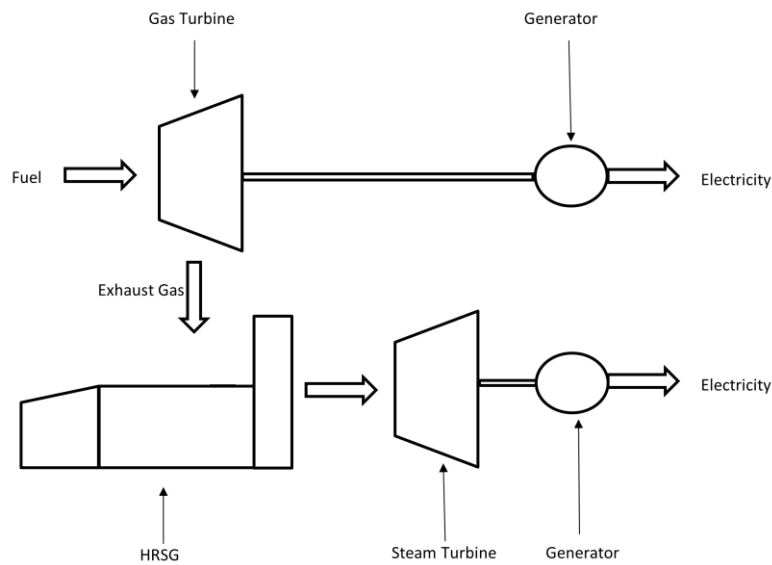 Gas Turbine
Generator
Fuel
Electricity
Exhaust Gas
Electricity
HRSG
Steam Turbine
Generator